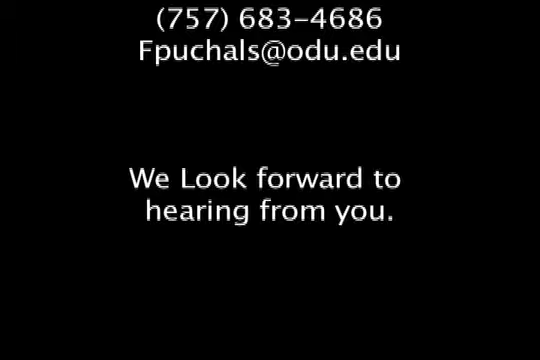 (757) 683-4686
Fpuchals@odu.edu
We Look forward to
hearing from you.